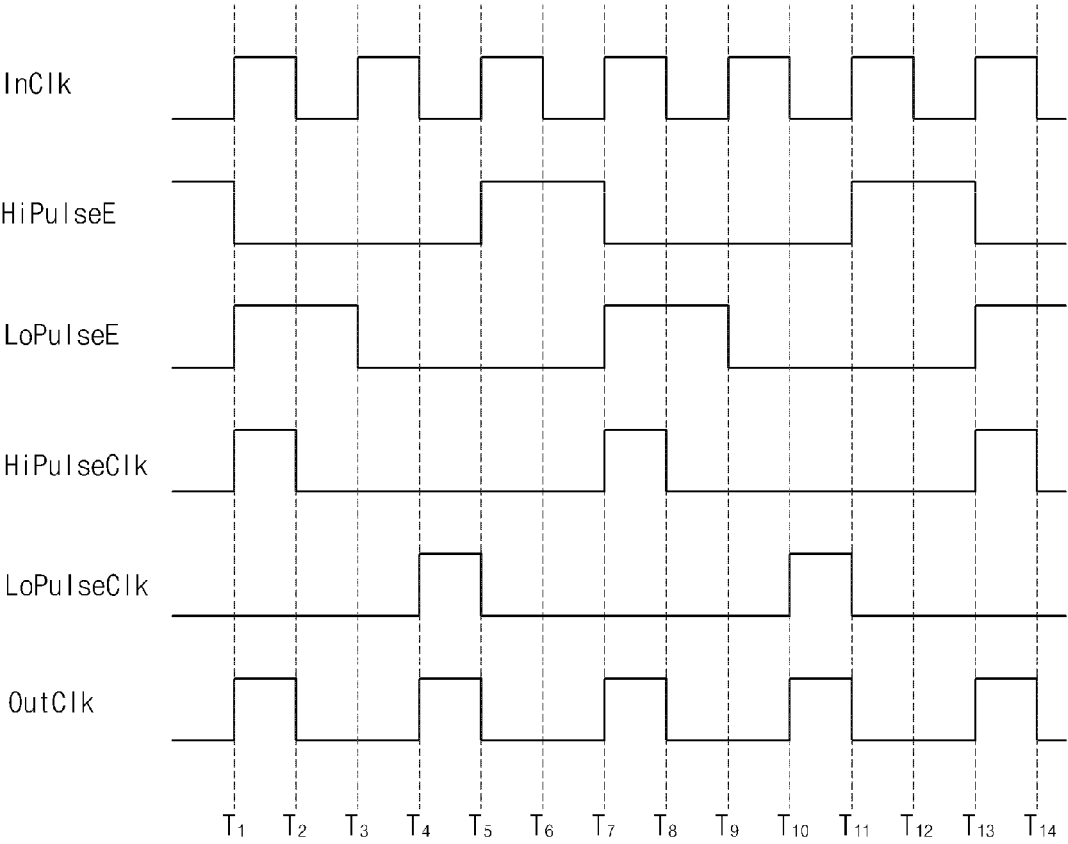 InClk
HiPulseE
LoPulseE
HiPulseClk
LoPulseClk
OutClk
T1 T2 T3 T4 T5 T6 T7 T8 T9 T10 T11 T12 T13 T14